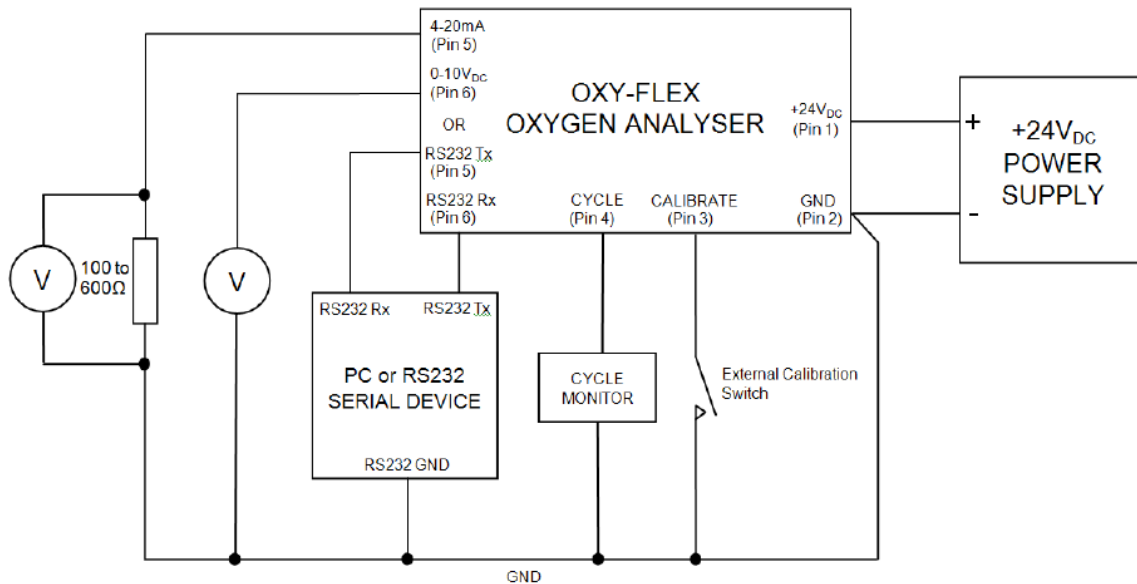 4-20mA
(Pin 5)
0-10VDC
(Pin 6)
OR
RS232 Tx
(Pin 5)
RS232 Rx
(Pin 6)
OXY-FLEX
OXYGEN ANALYSER
+24VDC
(Pin 1)
CYCLE
(Pin 4)
CALIBRATE
(Pin 3)
GND
(Pin 2)
+
-
+24VDC
POWER
SUPPLY
V
100 to
600Ω
V
RS232 Rx
RS232 Tx
PC or RS232
SERIAL DEVICE
RS232 GND
CYCLE
MONITOR
External Calibration
Switch
GND